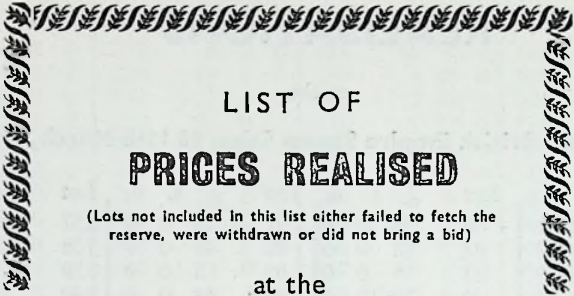 LIST OF
PRICES REALISED
(Lots not included in this list either failed to fetch the
reserve, were withdrawn or did not bring a bid)
at the